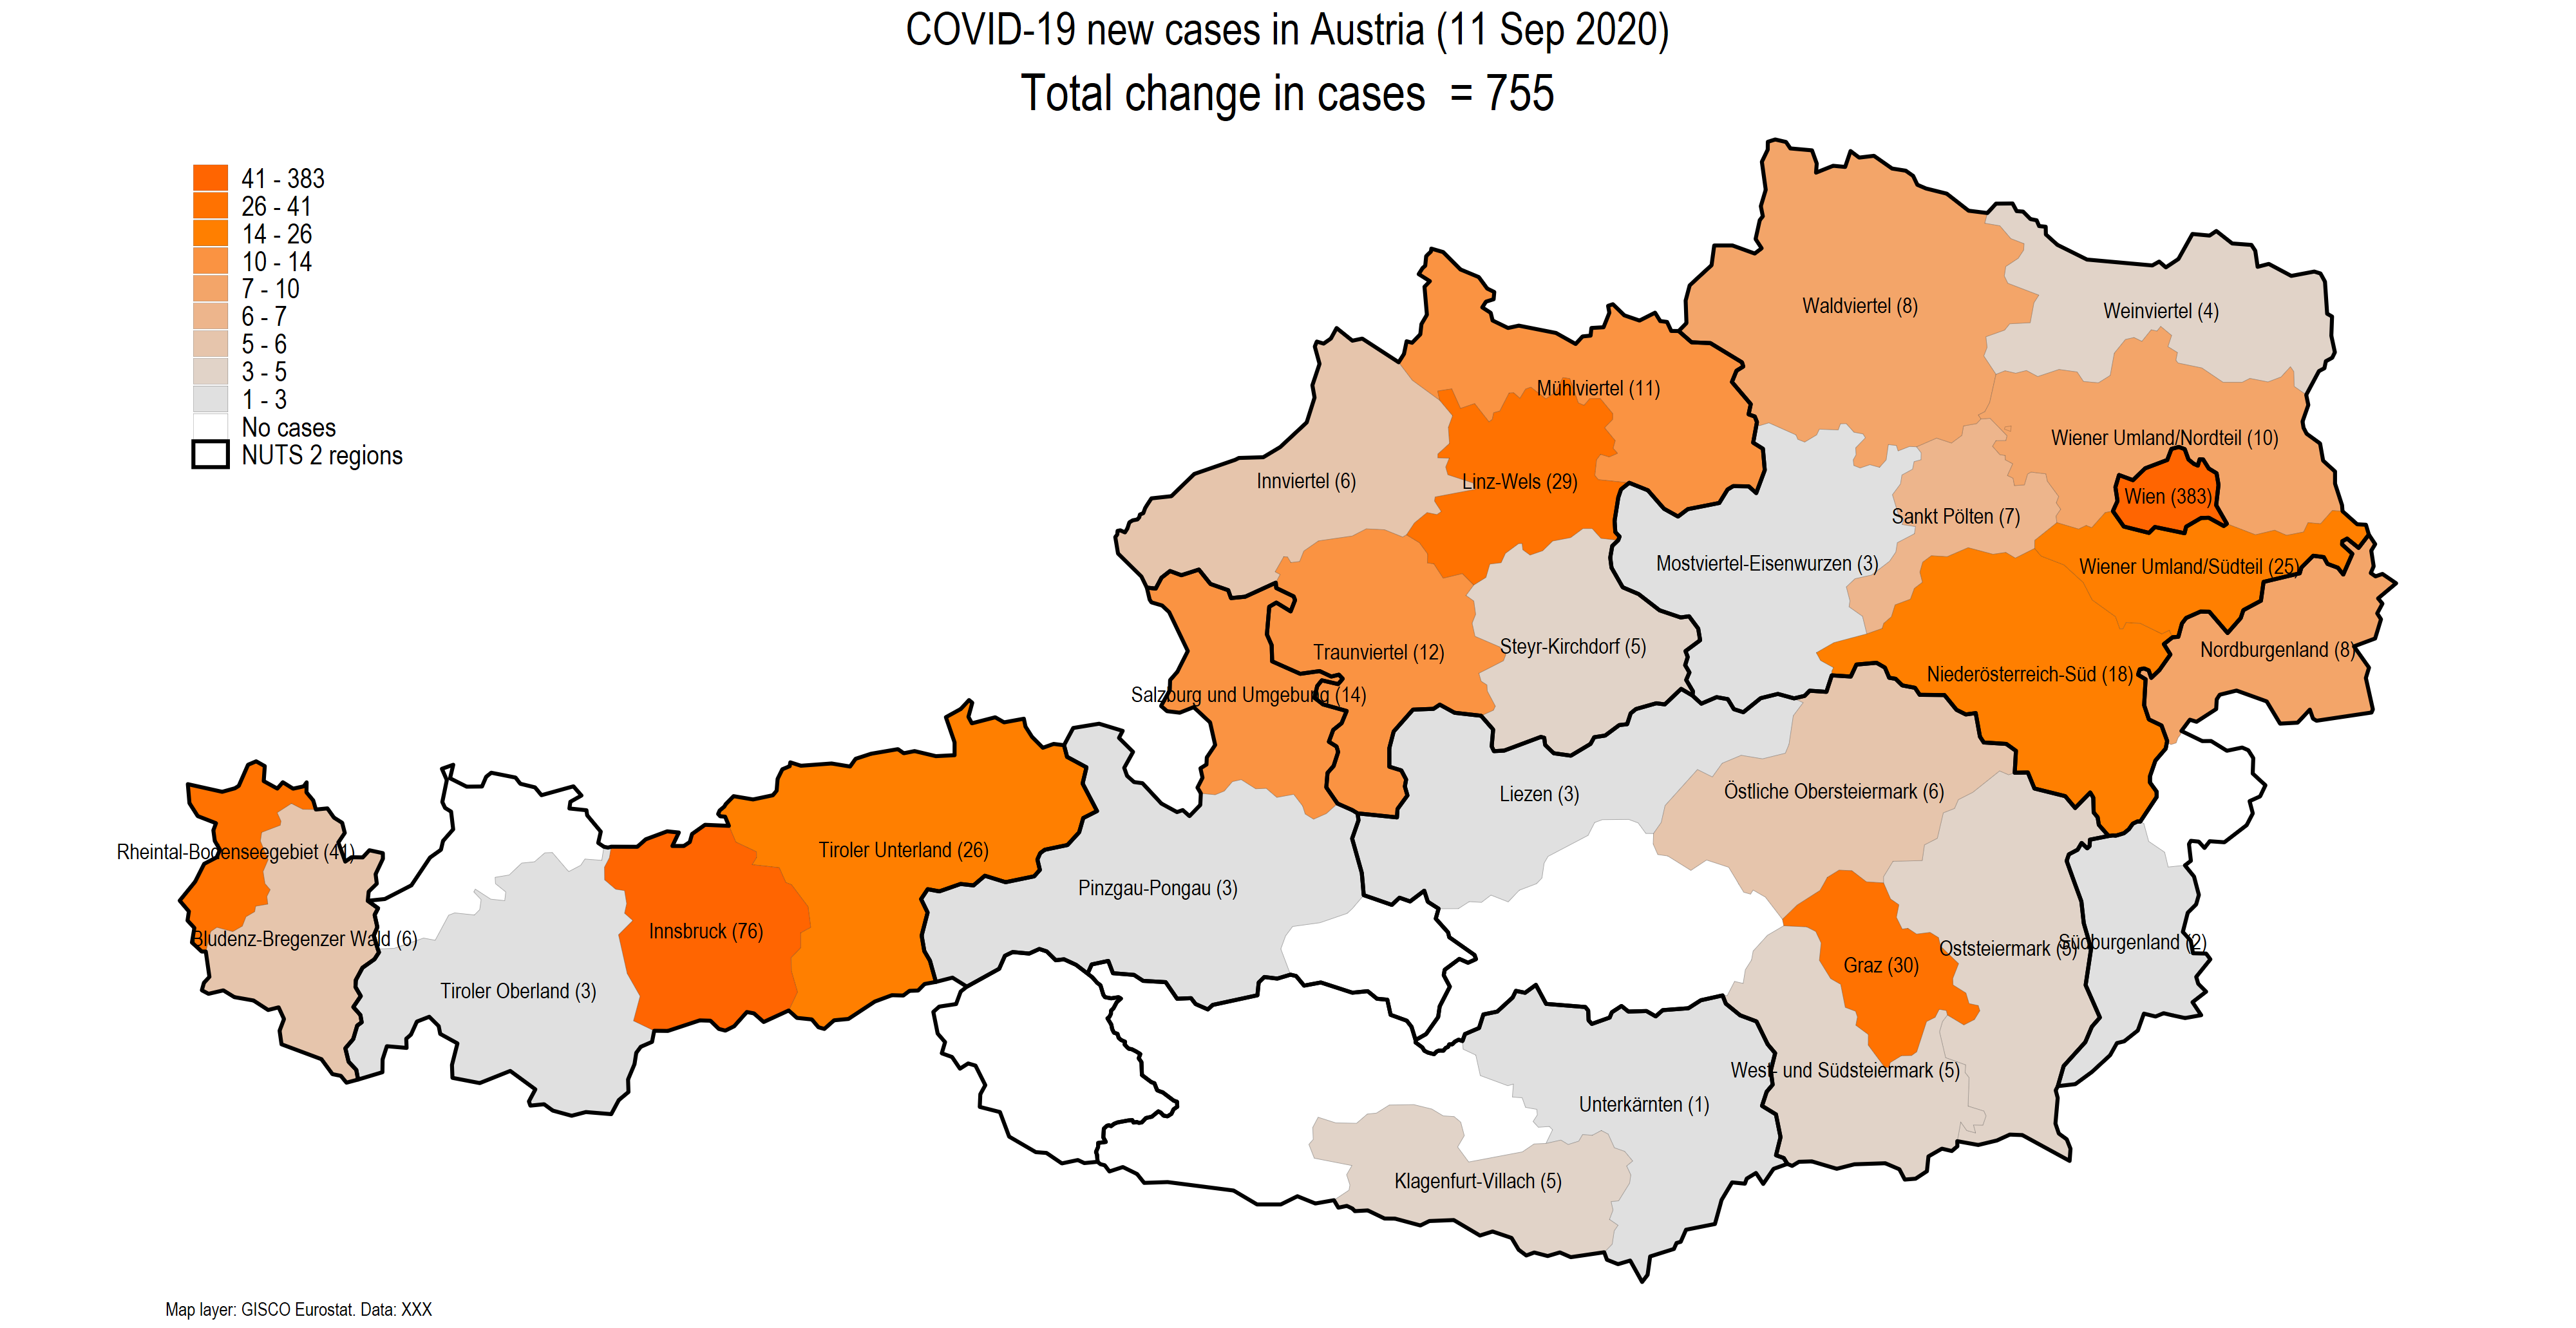 COVID-19 new cases in Austria (11 Sep 2020)
Total change in cases  = 755
41 - 383
26 - 41
14 - 26
10 - 14
7 - 10
6 - 7
5 - 6
3 - 5
1 - 3
No cases
NUTS 2 regions
Waldviertel (8)
Weinviertel (4)
Mühlviertel (11)
Wiener Umland/Nordteil (10)
Innviertel (6)
Linz-Wels (29)
Wien (383)
Sankt Pölten (7)
Mostviertel-Eisenwurzen (3)
Wiener Umland/Südteil (25)
Traunviertel (12)
Steyr-Kirchdorf (5)
Nordburgenland (8)
Niederösterreich-Süd (18)
Salzburg und Umgebung (14)
Liezen (3)
Östliche Obersteiermark (6)
Rheintal-Bodenseegebiet (41)
Tiroler Unterland (26)
Pinzgau-Pongau (3)
Innsbruck (76)
Bludenz-Bregenzer Wald (6)
Oststeiermark (5)
Südburgenland (2)
Graz (30)
Tiroler Oberland (3)
West- und Südsteiermark (5)
Unterkärnten (1)
Klagenfurt-Villach (5)
Map layer: GISCO Eurostat. Data: XXX